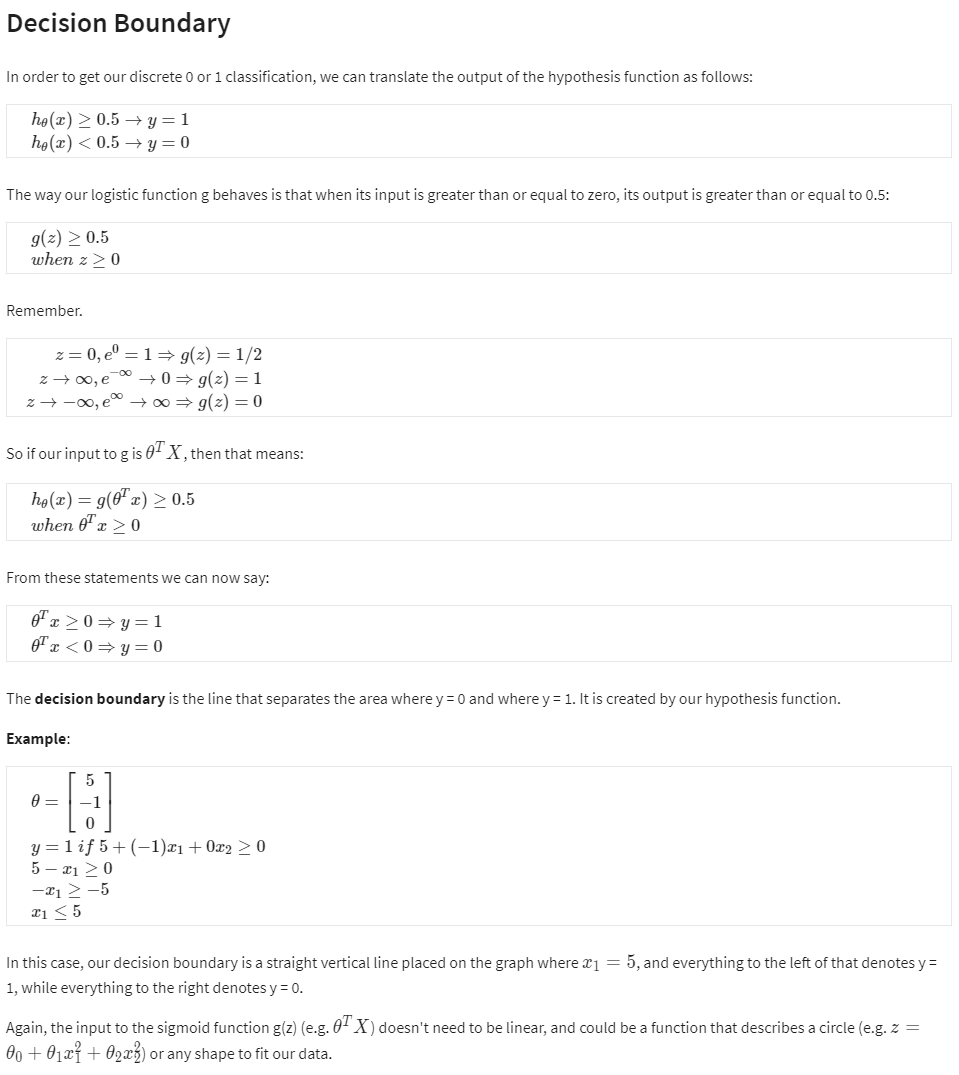 Decision Boundary
In order to get our discrete 0 or 1 classification, we can translate the output of the hypothesis function as follows:
hθ(x) ≥ 0.5 → y = 1
hθ(x) < 0.5 → y = 0
The way our logistic function g behaves is that when its input is greater than or equal to zero, its output is greater than or equal to 0.5:
g(z) ≥ 0.5
when z ≥ 0
Remember.
z = 0, e^0 = 1 ⇒ g(z) = 1/2
z → ∞, e^−∞ → 0 ⇒ g(z) = 1
z → −∞, e^∞ → ∞ ⇒ g(z) = 0
So if our input to g is θ^T X, then that means:
hθ(x) = g(θ^T x) ≥ 0.5
when θ^T x ≥ 0
From these statements we can now say:
θ^T x ≥ 0 ⇒ y = 1
θ^T x < 0 ⇒ y = 0
The decision boundary is the line that separates the area where y = 0 and where y = 1. It is created by our hypothesis function.
Example:
θ = [5 −1 0]
y = 1 if 5 + (−1)x₁ + 0x₂ ≥ 0
5 − x₁ ≥ 0
−x₁ ≥ −5
x₁ ≤ 5
In this case, our decision boundary is a straight vertical line placed on the graph where x₁ = 5, and everything to the left of that denotes y =
1, while everything to the right denotes y = 0.
Again, the input to the sigmoid function g(z) (e.g. θ^T X) doesn't need to be linear, and could be a function that describes a circle (e.g. z =
θ₀ + θ₁x₁² + θ₂x₂²) or any shape to fit our data.